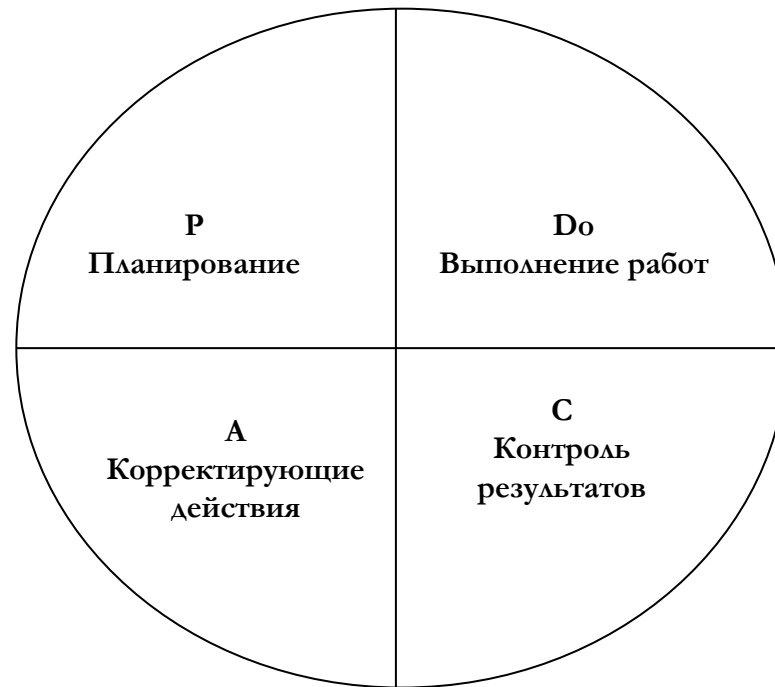 P
Планирование
Do
Выполнение работ
A
Корректирующие
действия
C
Контроль
результатов